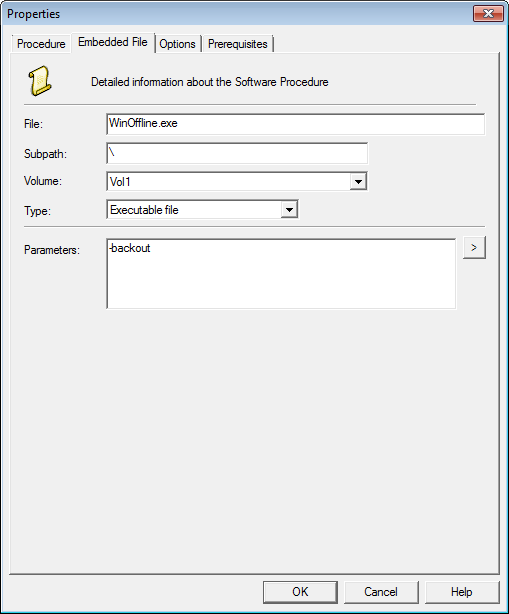 Properties
Procedure Embedded File Options Prerequisites
Detailed information about the Software Procedure
File: WinOffline.exe
Subpath: \
Volume: Vol1
Type: Executable file
Parameters: -backout >
OK Cancel Help